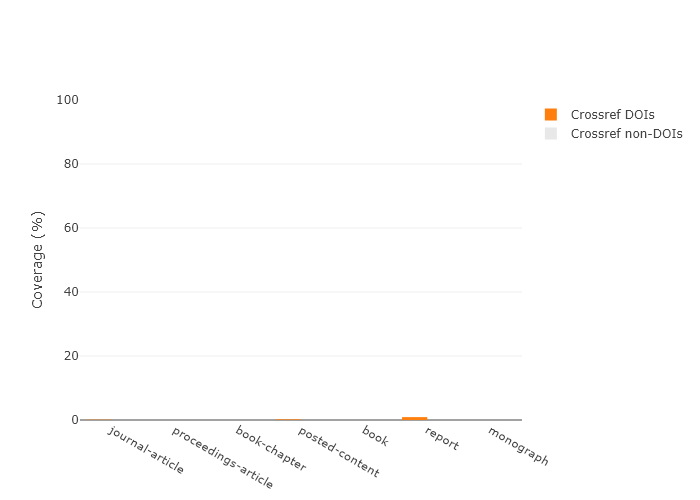 100
80
60
40
20
0
Coverage (%)
journal-article
proceedings-article
book-chapter
posted-content
book
report
monograph
Crossref DOIs
Crossref non-DOIs